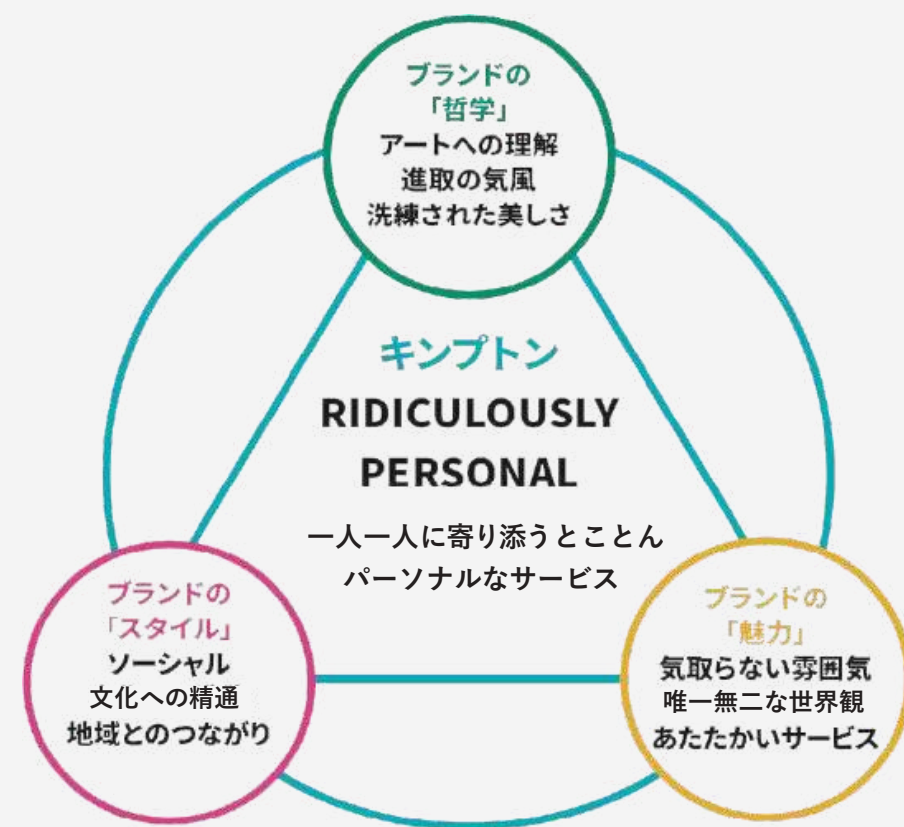 ブランドの
「哲学」
アートへの理解
進取の気風
洗練された美しさ
キンプトン
RIDICULOUSLY
PERSONAL
一人一人に寄り添うとことん
パーソナルなサービス
ブランドの
「スタイル」
ソーシャル
文化への精通
地域とのつながり
ブランドの
「魅力」
気取らない雰囲気
唯一無二な世界観
あたたかいサービス